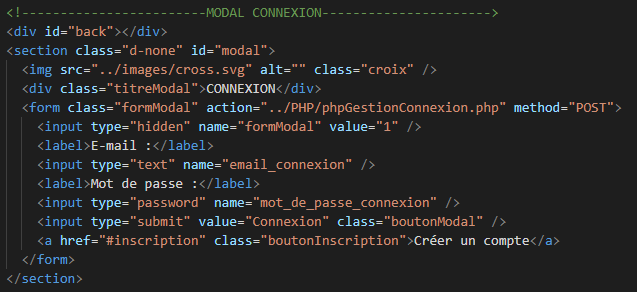 <!------------------------MODAL CONNEXION---------------------->
<div id="back"></div>
<section class="d-none" id="modal">
<img src="../images/cross.svg" alt="" class="croix" />
<div class="titreModal">CONNEXION</div>
<form class="formModal" action="../PHP/phpGestionConnexion.php" method="POST">
<input type="hidden" name="formModal" value="1" />
<label>E-mail :</label>
<input type="text" name="email_connexion" />
<label>Mot de passe :</label>
<input type="password" name="mot_de_passe_connexion" />
<input type="submit" value="Connexion" class="boutonModal" />
<a href="#inscription" class="boutonInscription">Créer un compte</a>
</form>
</section>